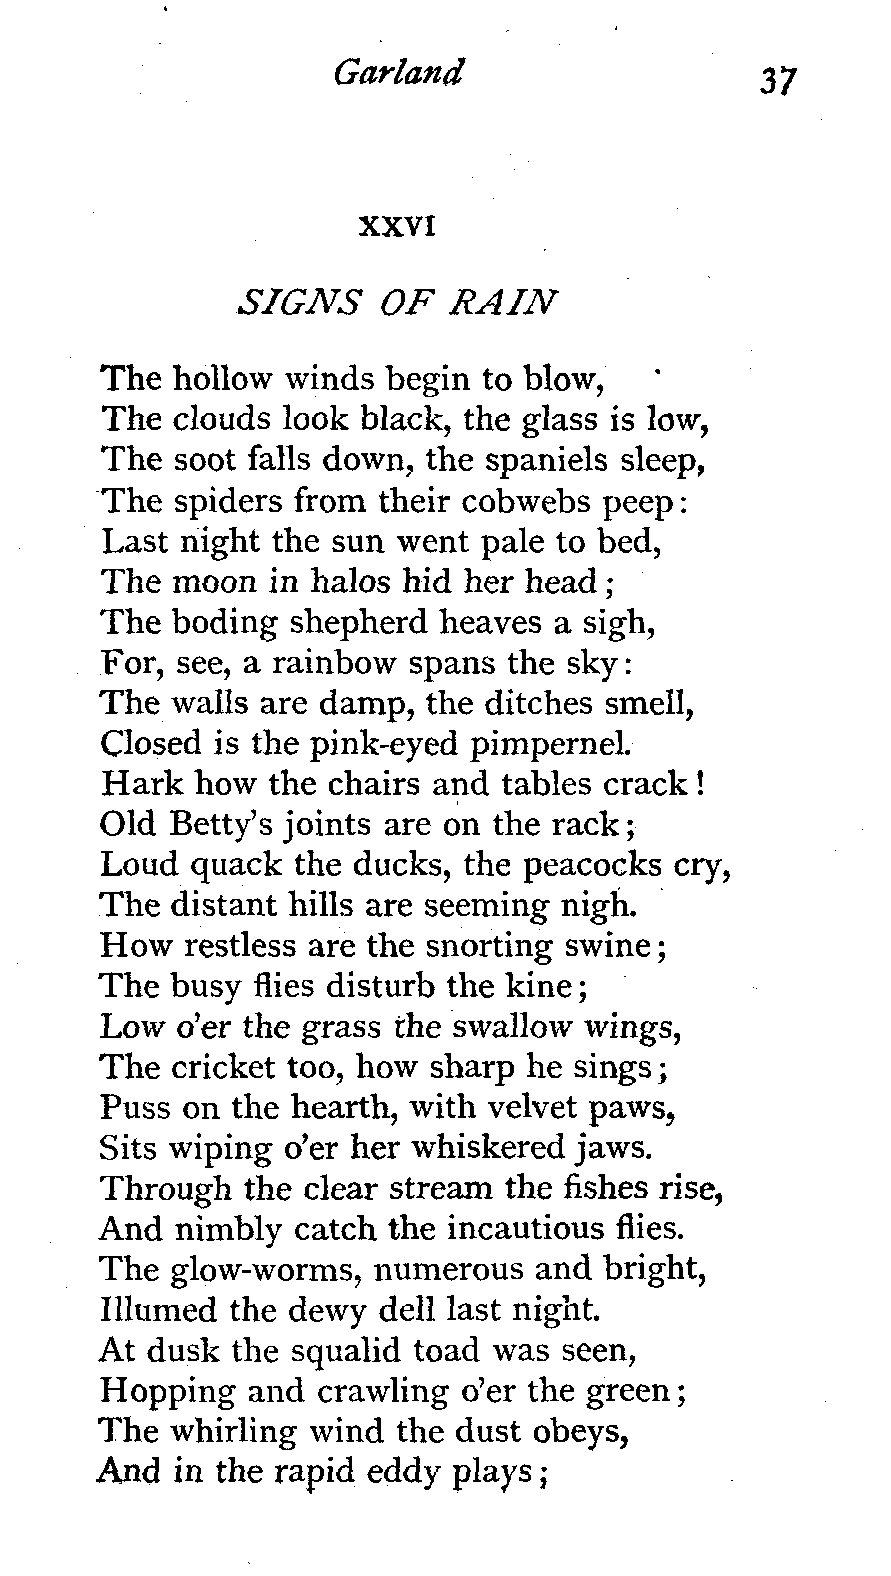 Garland 37
XXVI
SIGNS OF RAIN
The hollow winds begin to blow,
The clouds look black, the glass is low,
The soot falls down, the spaniels sleep,
The spiders from their cobwebs peep:
Last night the sun went pale to bed,
The moon in halos hid her head;
The boding shepherd heaves a sigh,
For, see, a rainbow spans the sky:
The walls are damp, the ditches smell,
Closed is the pink-eyed pimpernel.
Hark how the chairs and tables crack!
Old Betty's joints are on the rack;
Loud quack the ducks, the peacocks cry,
The distant hills are seeming nigh.
How restless are the snorting swine;
The busy flies disturb the kine;
Low o'er the grass the swallow wings,
The cricket too, how sharp he sings;
Puss on the hearth, with velvet paws,
Sits wiping o'er her whiskered jaws.
Through the clear stream the fishes rise,
And nimbly catch the incautious flies.
The glow-worms, numerous and bright,
Illumed the dewy dell last night.
At dusk the squalid toad was seen,
Hopping and crawling o'er the green;
The whirling wind the dust obeys,
And in the rapid eddy plays;